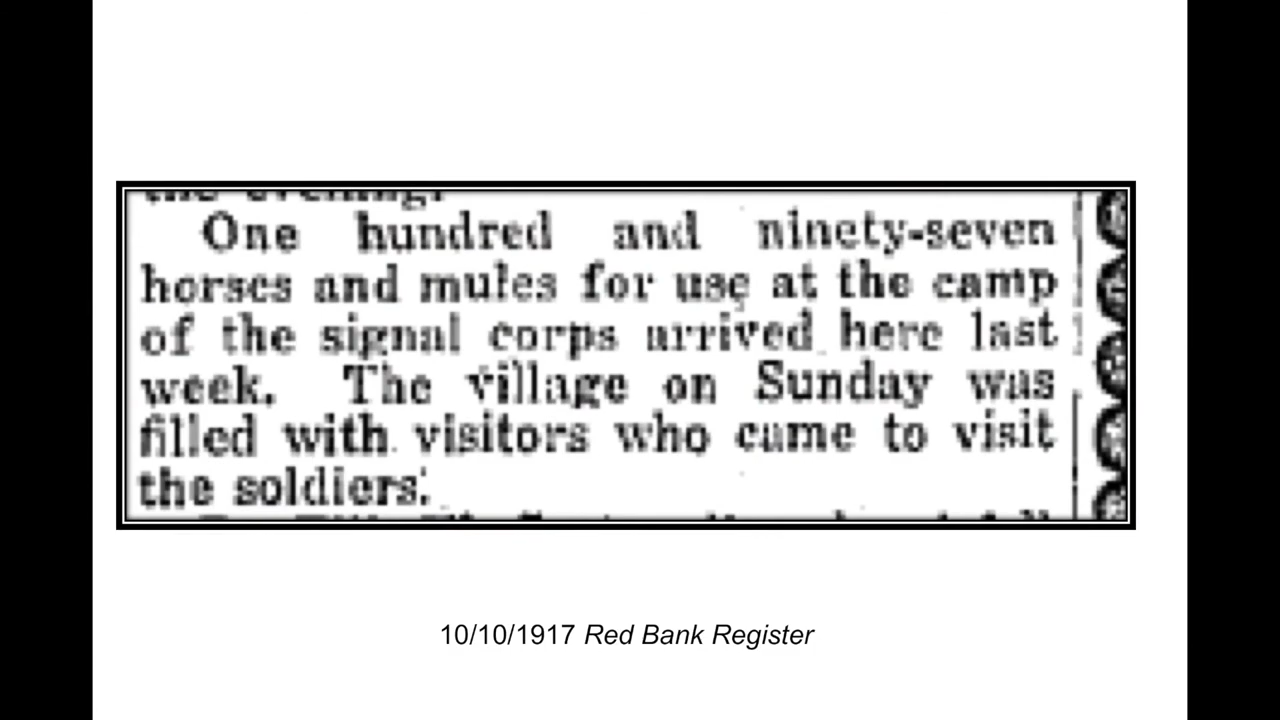 the evening.
One hundred and ninety-seven
horses and mules for use at the camp
of the signal corps arrived here last
week. The village on Sunday was
filled with visitors who came to visit
the soldiers.
10/10/1917 Red Bank Register